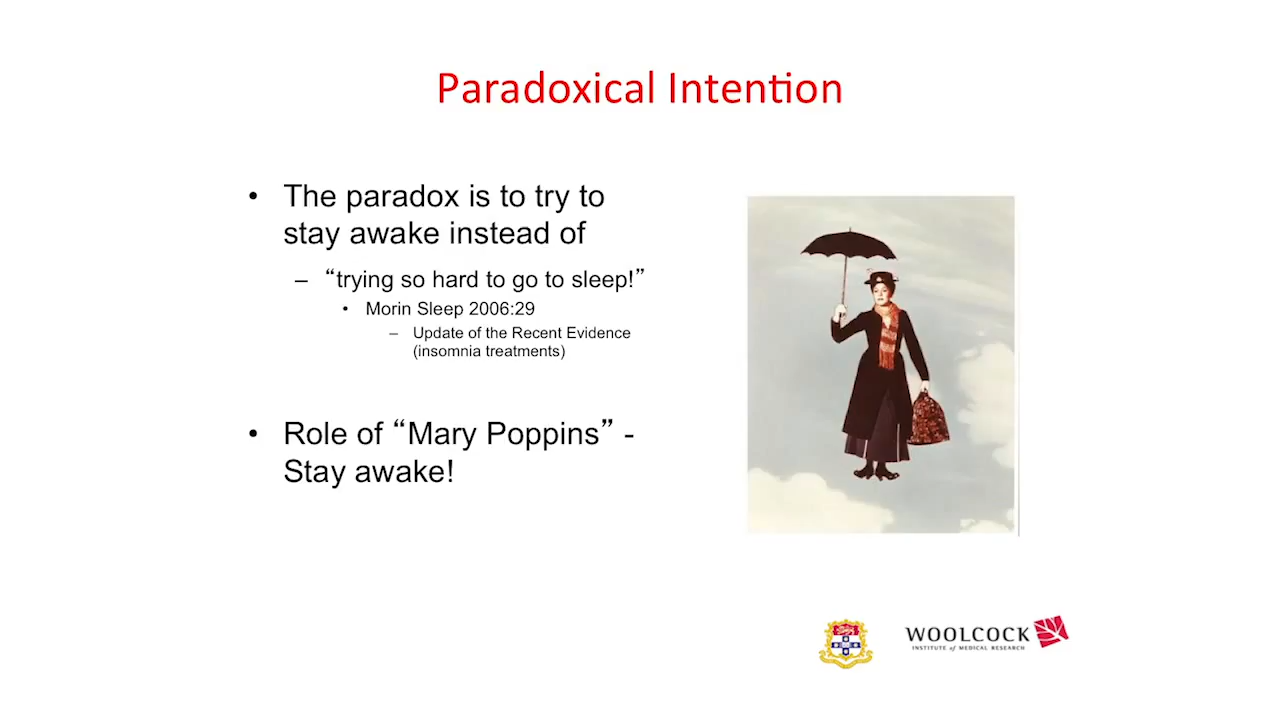 Paradoxical Intention
• The paradox is to try to
stay awake instead of
– “trying so hard to go to sleep!”
• Morin Sleep 2006:29
– Update of the Recent Evidence
(insomnia treatments)
• Role of “Mary Poppins” -
Stay awake!
WOOLCOCK
INSTITUTE of MEDICAL RESEARCH